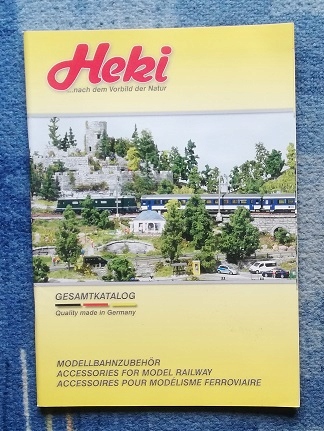 Heki
...nach dem Vorbild der Natur
GESAMTKATALOG
Quality made in Germany
MODELLBAHNZUBEHÖR
ACCESSORIES FOR MODEL RAILWAY
ACCESSOIRES POUR MODÉLISME FERROVIAIRE